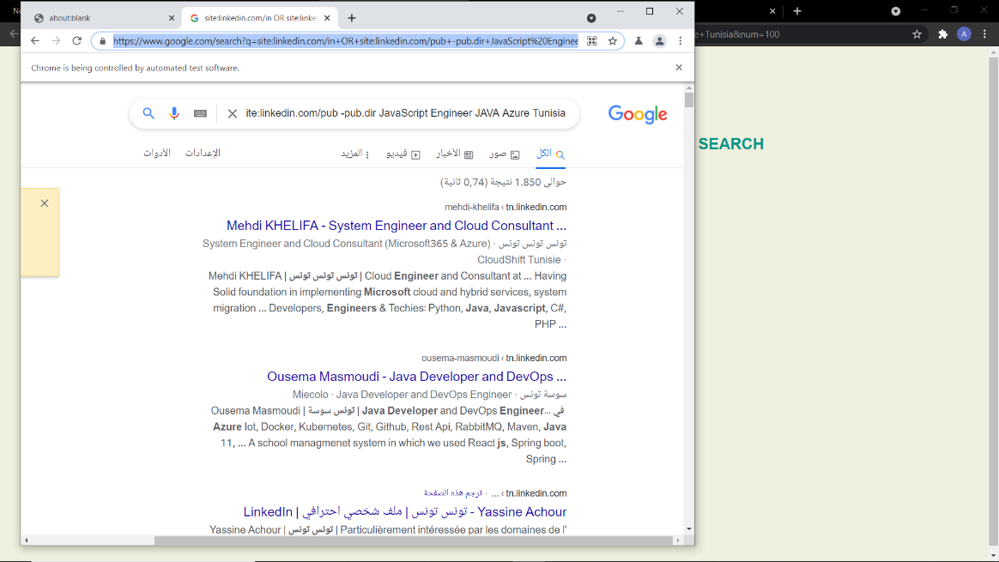 Ne
about:blank
site:linkedin.com/in OR site:linke
https://www.google.com/search?q=site:linkedin.com/in+OR+site:linkedin.com/pub+-pub.dir+JavaScript%20Enginee
e+Tunisia&num=100
A
Chrome is being controlled by automated test software.
ite:linkedin.com/pub -pub.dir JavaScript Engineer JAVA Azure Tunisia
Google
SEARCH
الكل صور الأخبار فيديو المزيد الإعدادات الأدوات
حوالى 1.850 نتيجة (0,74 ثانية)
mehdi-khelifa ‹ tn.linkedin.com
Mehdi KHELIFA - System Engineer and Cloud Consultant ...
System Engineer and Cloud Consultant (Microsoft365 & Azure) · تونس تونس تونس
CloudShift Tunisie ·
Mehdi KHELIFA | تونس تونس تونس | Cloud Engineer and Consultant at ... Having
Solid foundation in implementing Microsoft cloud and hybrid services, system
migration ... Developers, Engineers & Techies: Python, Java, Javascript, C#,
PHP ...
ousema-masmoudi ‹ tn.linkedin.com
Ousema Masmoudi - Java Developer and DevOps ...
Miecolo · Java Developer and DevOps Engineer · سوسة تونس
Ousema Masmoudi | تونس سوسة | Java Developer and DevOps Engineer... في
Azure Iot, Docker, Kubernetes, Git, Github, Rest Api, RabbitMQ, Maven, Java
11, ... A school managmenet system in which we used React js, Spring boot,
Spring ...
ترجم هذه الصفحة · ... ‹ tn.linkedin.com
LinkedIn | تونس تونس | ملف شخصي احترافي - Yassine Achour
Yassine Achour | تونس تونس | Particulièrement intéressée par les domaines de l'